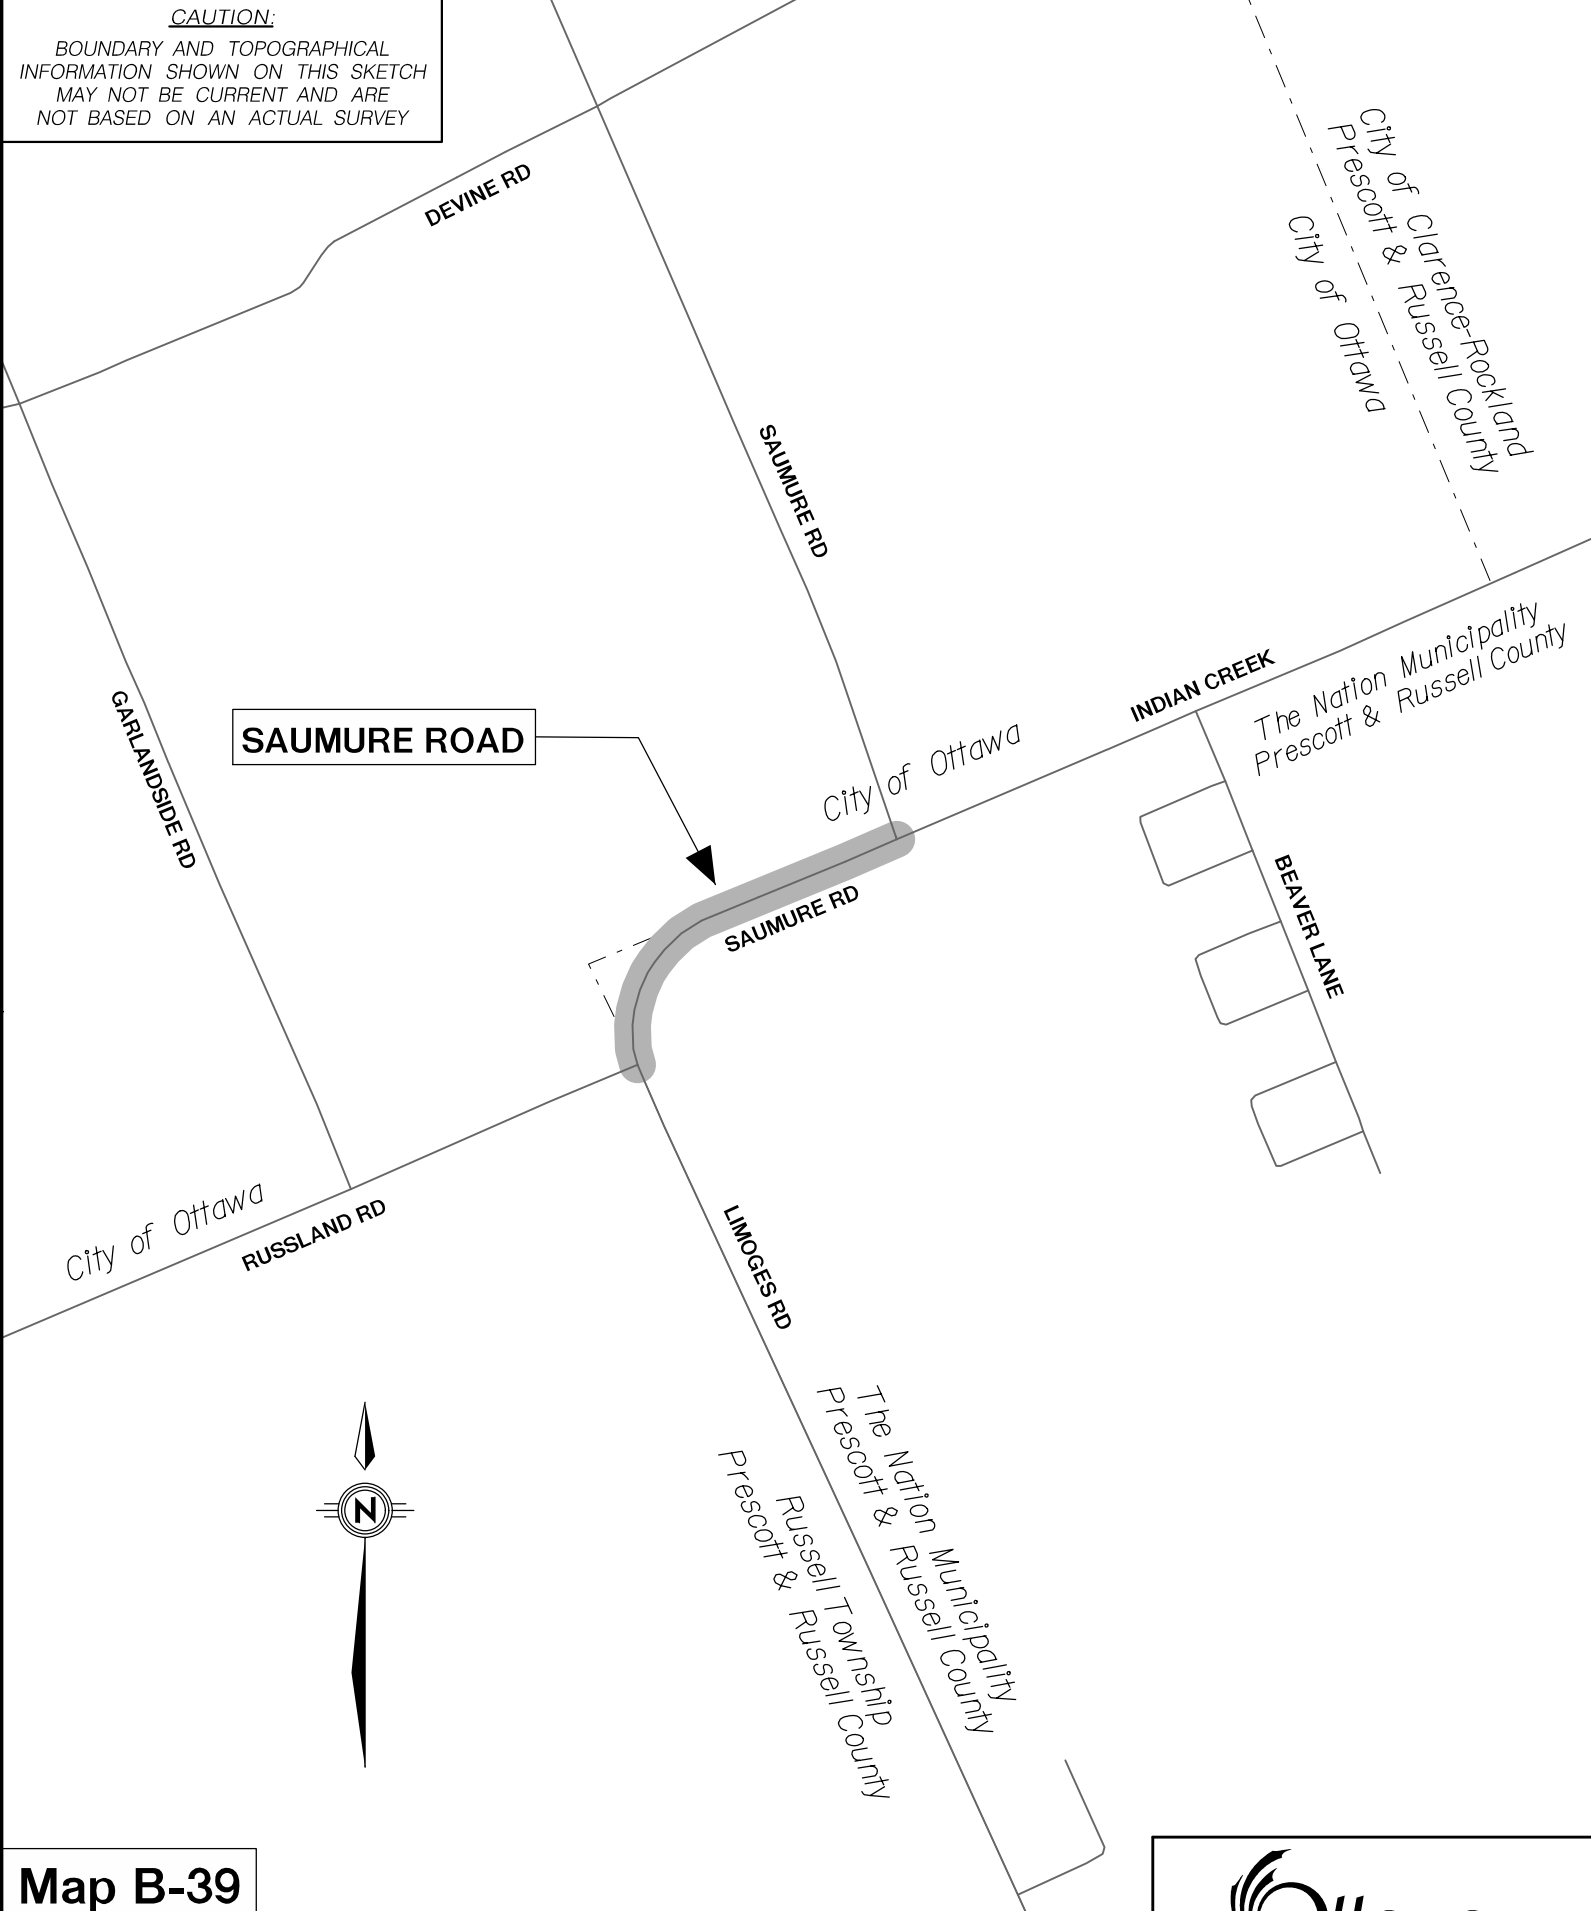 CAUTION:
BOUNDARY AND TOPOGRAPHICAL
INFORMATION SHOWN ON THIS SKETCH
MAY NOT BE CURRENT AND ARE
NOT BASED ON AN ACTUAL SURVEY
DEVINE RD
City of Clarence-Rockland
Prescott & Russell County
City of Ottawa
SAUMURE RD
GARLANDSIDE RD
SAUMURE ROAD
INDIAN CREEK
The Nation Municipality
Prescott & Russell County
City of Ottawa
SAUMURE RD
BEAVER LANE
City of Ottawa
RUSSLAND RD
LIMOGES RD
The Nation Municipality
Prescott & Russell County
Russell Township
Prescott & Russell County
N
Map B-39